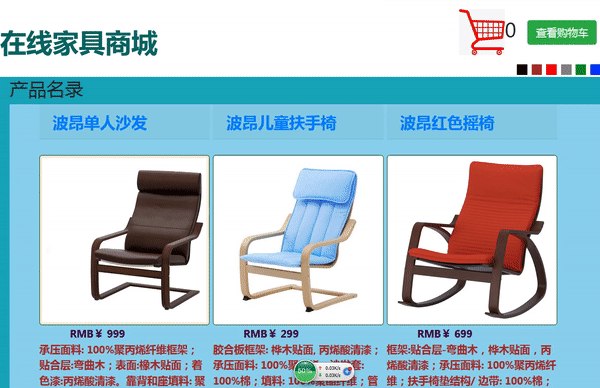 在线家具商城
0
查看购物车
产品名录
波昂单人沙发
波昂儿童扶手椅
波昂红色摇椅
RMB¥ 999
RMB¥ 299
RMB¥ 699
承压面料: 100%聚丙烯纤维框架；
贴合层:弯曲木；表面:橡木贴面；着
色漆:丙烯酸清漆。靠背和座填料: 聚
胶合板框架: 桦木贴面, 丙烯酸清漆；
承压面料: 100%
100%棉；填料: 100%聚酯纤维；管
框架:贴合层-弯曲木，桦木贴面，丙
烯酸清漆；承压面料: 100%聚丙烯纤
维；扶手椅垫结构/ 边带: 100%棉；
50%
0.03K/s
0.03K/s